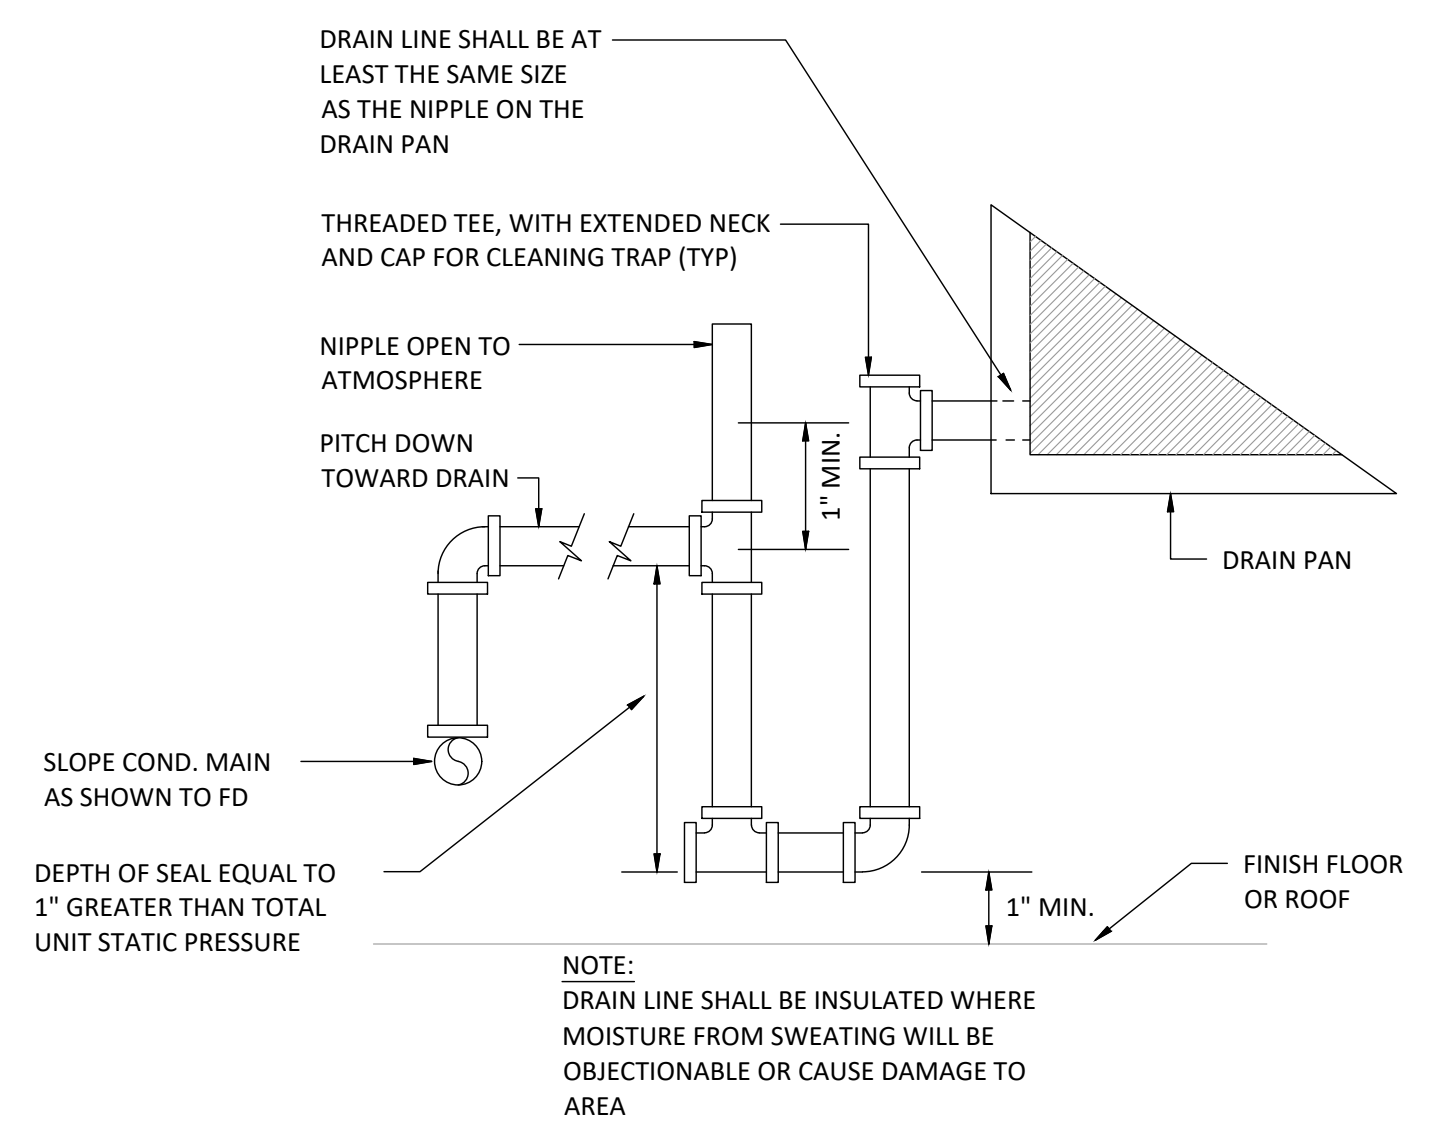 DRAIN LINE SHALL BE AT
LEAST THE SAME SIZE
AS THE NIPPLE ON THE
DRAIN PAN
THREADED TEE, WITH EXTENDED NECK
AND CAP FOR CLEANING TRAP (TYP)
NIPPLE OPEN TO
ATMOSPHERE
PITCH DOWN
TOWARD DRAIN
1" MIN.
DRAIN PAN
SLOPE COND. MAIN
AS SHOWN TO FD
DEPTH OF SEAL EQUAL TO
1" GREATER THAN TOTAL
UNIT STATIC PRESSURE
1" MIN.
FINISH FLOOR
OR ROOF
NOTE:
DRAIN LINE SHALL BE INSULATED WHERE
MOISTURE FROM SWEATING WILL BE
OBJECTIONABLE OR CAUSE DAMAGE TO
AREA